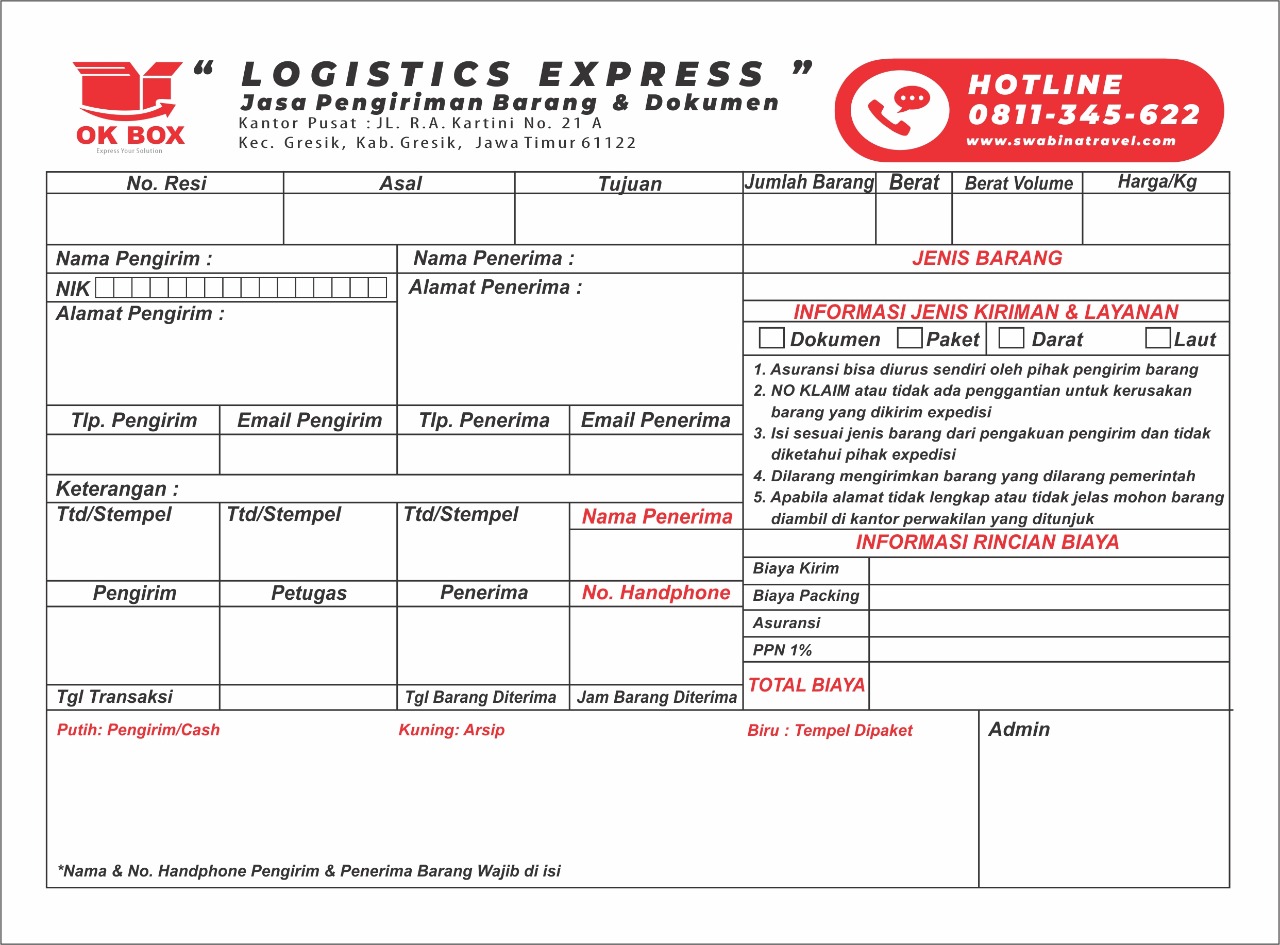 “ LOGISTICS EXPRESS ”
Jasa Pengiriman Barang & Dokumen
Kantor Pusat : JL. R.A. Kartini No. 21 A
Kec. Gresik, Kab. Gresik, Jawa Timur 61122
OK BOX
Express Your Solution
HOTLINE
0811-345-622
www.swabinatravel.com
No. Resi Asal Tujuan Jumlah Barang Berat Berat Volume Harga/Kg
Nama Pengirim : Nama Penerima : JENIS BARANG
NIK Alamat Penerima :
Alamat Pengirim :
INFORMASI JENIS KIRIMAN & LAYANAN
Dokumen Paket Darat Laut
1. Asuransi bisa diurus sendiri oleh pihak pengirim barang
2. NO KLAIM atau tidak ada penggantian untuk kerusakan
barang yang dikirim expedisi
3. Isi sesuai jenis barang dari pengakuan pengirim dan tidak
diketahui pihak expedisi
4. Dilarang mengirimkan barang yang dilarang pemerintah
5. Apabila alamat tidak lengkap atau tidak jelas mohon barang
diambil di kantor perwakilan yang ditunjuk
Tlp. Pengirim Email Pengirim Tlp. Penerima Email Penerima
Keterangan :
Ttd/Stempel Ttd/Stempel Ttd/Stempel Nama Penerima
Pengirim Petugas Penerima No. Handphone
Tgl Transaksi Tgl Barang Diterima Jam Barang Diterima
INFORMASI RINCIAN BIAYA
Biaya Kirim
Biaya Packing
Asuransi
PPN 1%
TOTAL BIAYA
Putih: Pengirim/Cash Kuning: Arsip Biru : Tempel Dipaket Admin
*Nama & No. Handphone Pengirim & Penerima Barang Wajib di isi